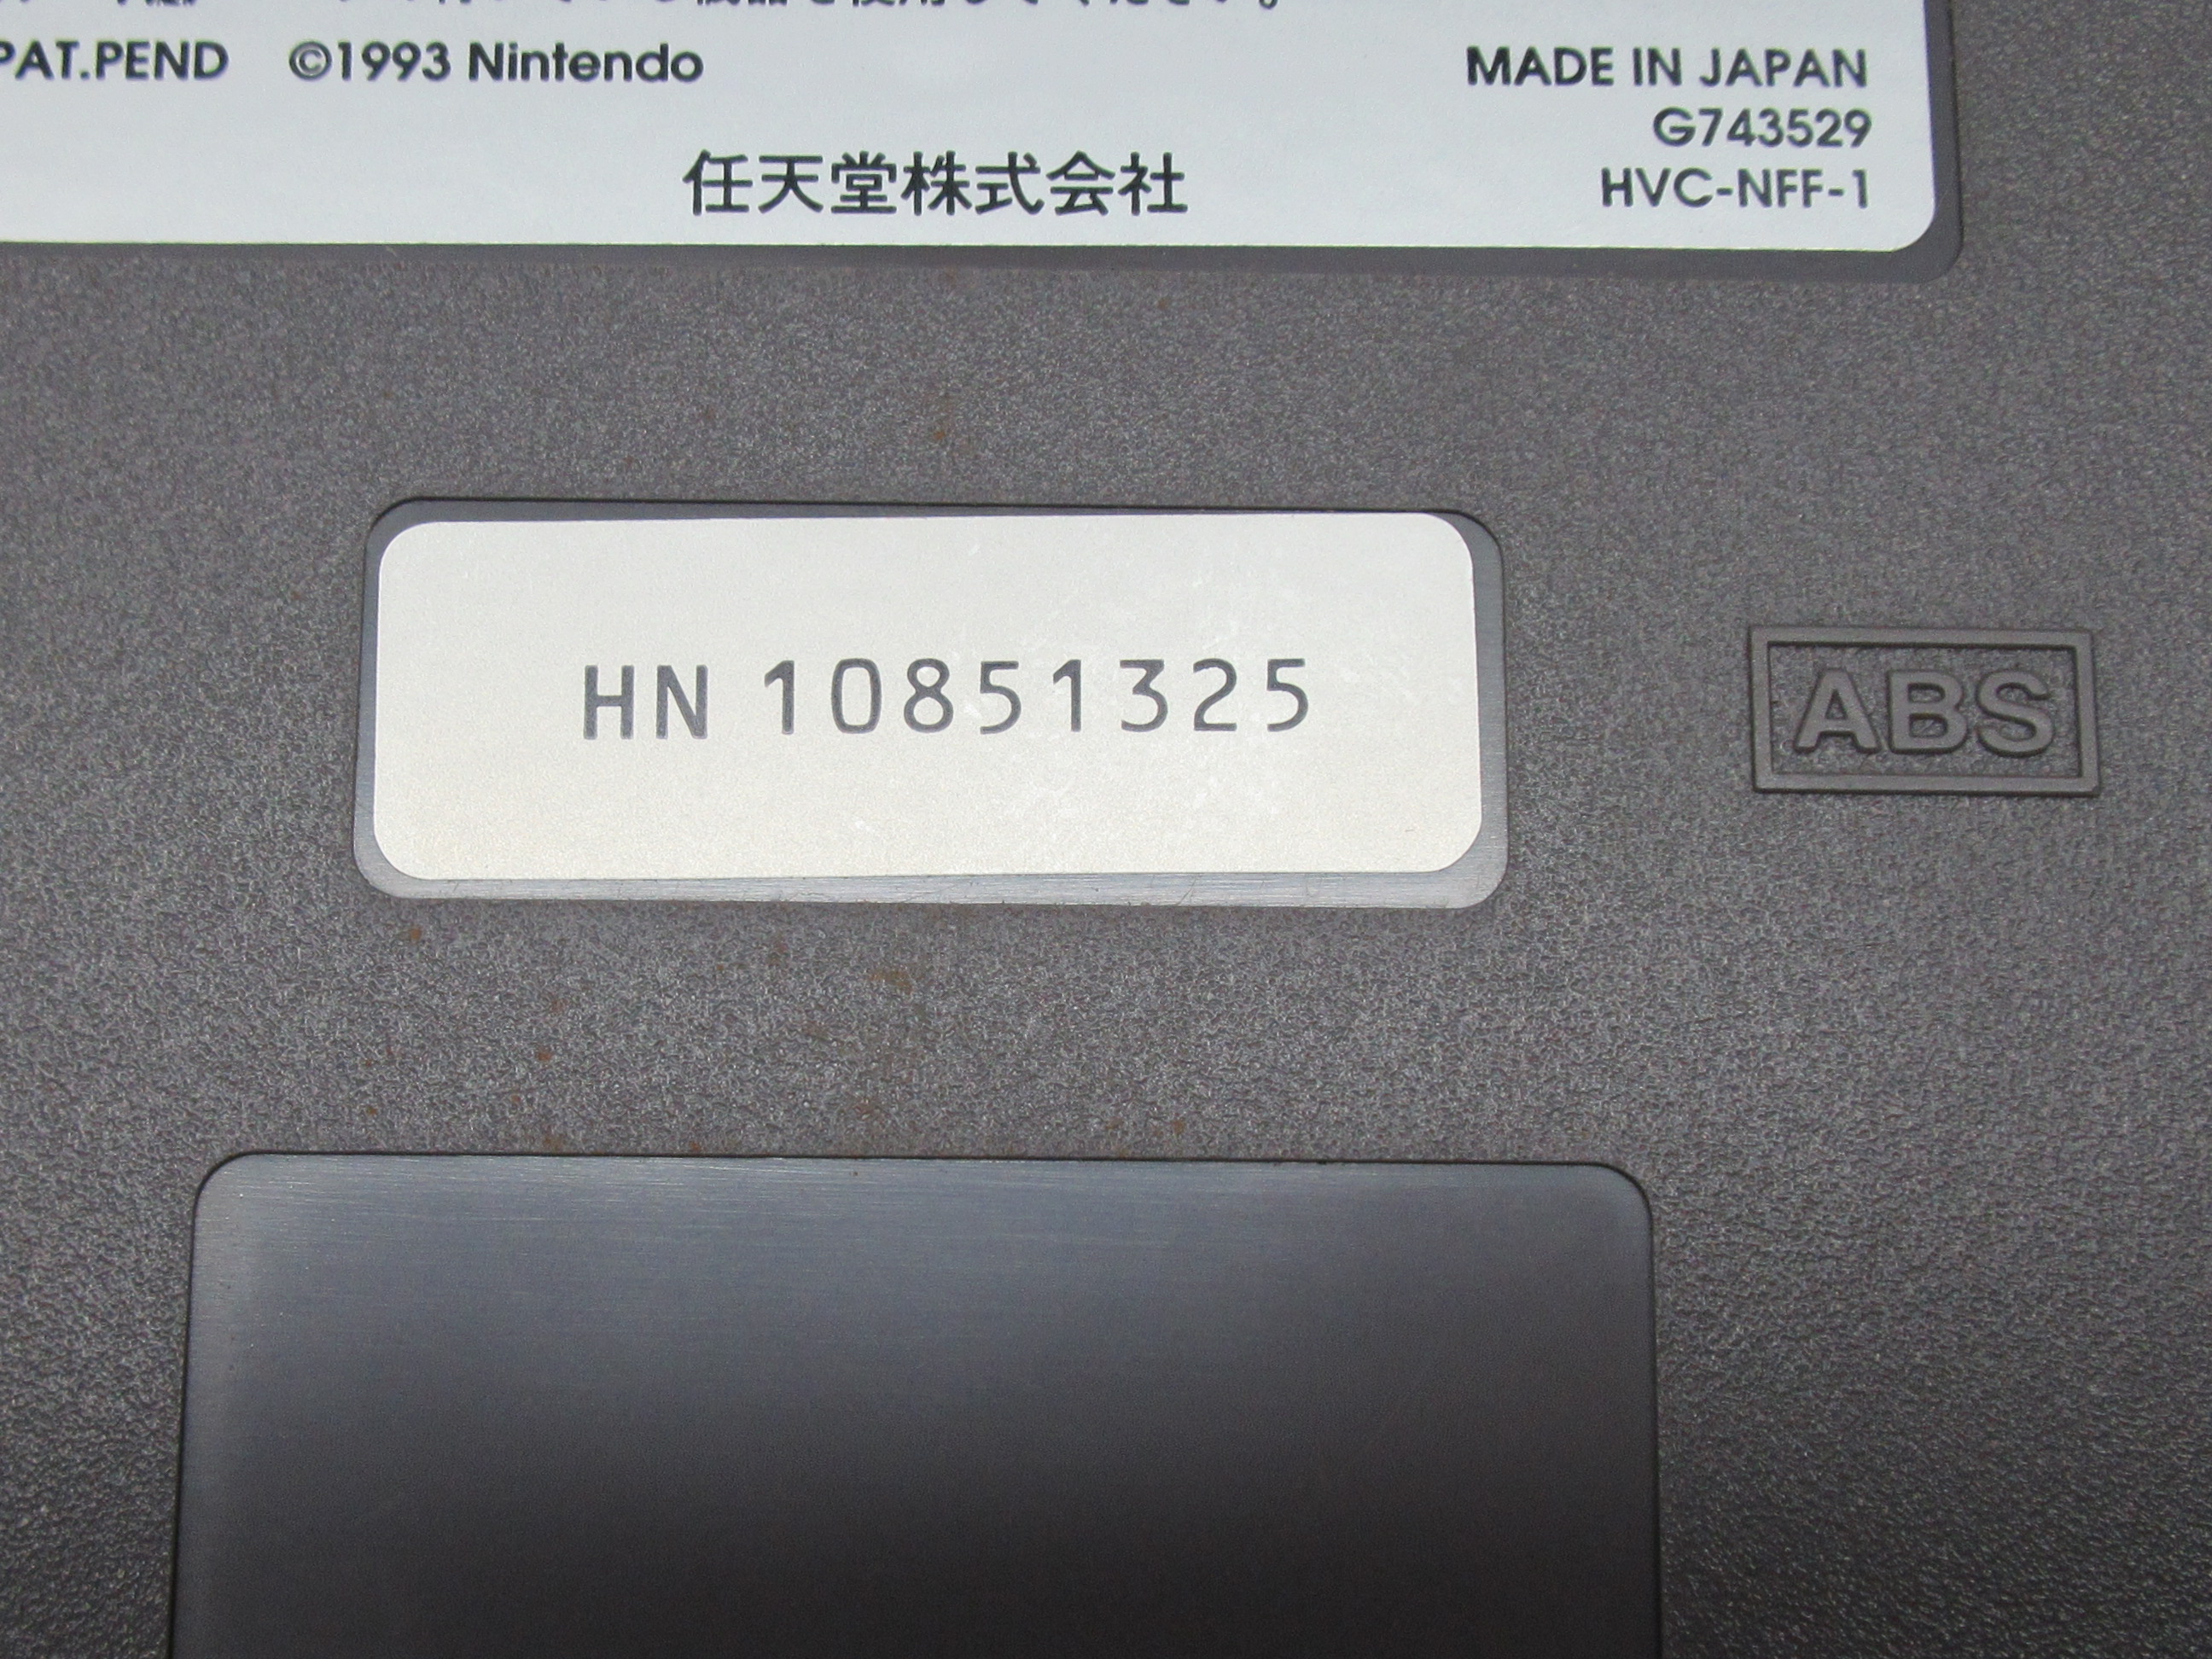 PAT.PEND ©1993 Nintendo
MADE IN JAPAN
G743529
任天堂株式会社
HVC-NFF-1
HN 10851325
ABS